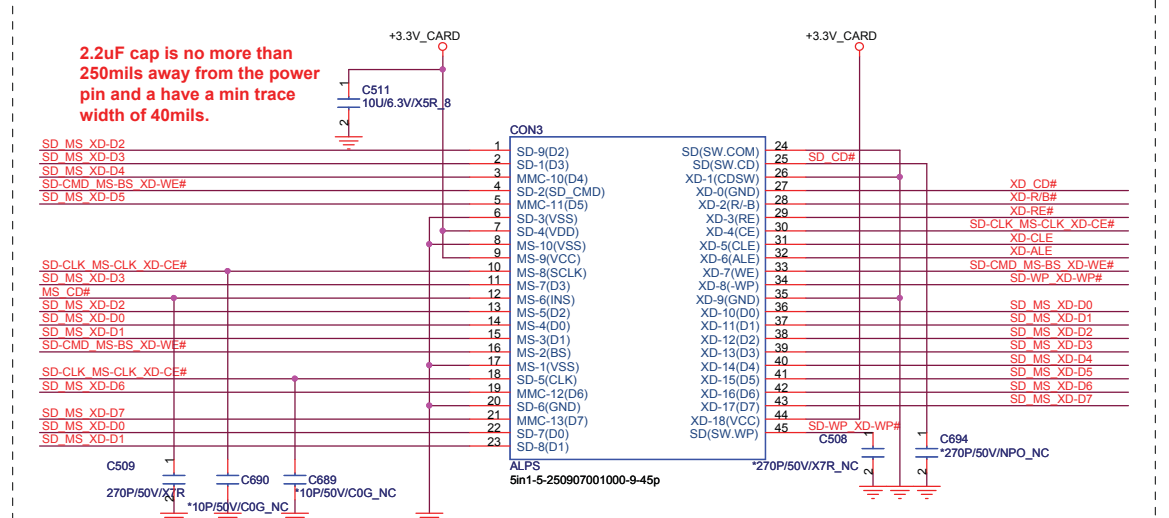 2.2uF cap is no more than
250mils away from the power
pin and a have a min trace
width of 40mils.
+3.3V_CARD
+3.3V_CARD
1
C511
10U/6.3V/X5R_8
2
CON3
SD_MS_XD-D2 1 SD-9(D2)
SD_MS_XD-D3 2 SD-1(D3)
SD_MS_XD-D4 3 MMC-10(D4)
SD-CMD_MS-BS_XD-WE# 4 SD-2(SD_CMD)
SD_MS_XD-D5 5 MMC-11(D5)
6 SD-3(VSS)
7 SD-4(VDD)
8 MS-10(VSS)
9 MS-9(VCC)
SD-CLK_MS-CLK_XD-CE# 10 MS-8(SCLK)
SD_MS_XD-D3 11 MS-7(D3)
MS_CD# 12 MS-6(INS)
SD_MS_XD-D2 13 MS-5(D2)
SD_MS_XD-D0 14 MS-4(D0)
SD_MS_XD-D1 15 MS-3(D1)
SD-CMD_MS-BS_XD-WE# 16 MS-2(BS)
17 MS-1(VSS)
SD-CLK_MS-CLK_XD-CE# 18 SD-5(CLK)
SD_MS_XD-D6 19 MMC-12(D6)
20 SD-6(GND)
SD_MS_XD-D7 21 MMC-13(D7)
SD_MS_XD-D0 22 SD-7(D0)
SD_MS_XD-D1 23 SD-8(D1)
SD(SW.COM) 24
SD(SW.CD) 25 SD_CD#
XD-1(CDSW) 26
XD-0(GND) 27 XD_CD#
XD-2(R/-B) 28 XD-R/B#
XD-3(RE) 29 XD-RE#
XD-4(CE) 30 SD-CLK_MS-CLK_XD-CE#
XD-5(CLE) 31 XD-CLE
XD-6(ALE) 32 XD-ALE
XD-7(WE) 33 SD-CMD_MS-BS_XD-WE#
XD-8(-WP) 34 SD-WP_XD-WP#
XD-9(GND) 35
XD-10(D0) 36 SD_MS_XD-D0
XD-11(D1) 37 SD_MS_XD-D1
XD-12(D2) 38 SD_MS_XD-D2
XD-13(D3) 39 SD_MS_XD-D3
XD-14(D4) 40 SD_MS_XD-D4
XD-15(D5) 41 SD_MS_XD-D5
XD-16(D6) 42 SD_MS_XD-D6
XD-17(D7) 43 SD_MS_XD-D7
XD-18(VCC) 44
SD(SW.WP) 45 SD-WP_XD-WP#
ALPS
5in1-5-250907001000-9-45p
C509
1
270P/50V/X7R
2
C690
*10P/50V/C0G_NC
C689
*10P/50V/C0G_NC
C508
1
*270P/50V/X7R_NC
2
C694
1
*270P/50V/NPO_NC
2